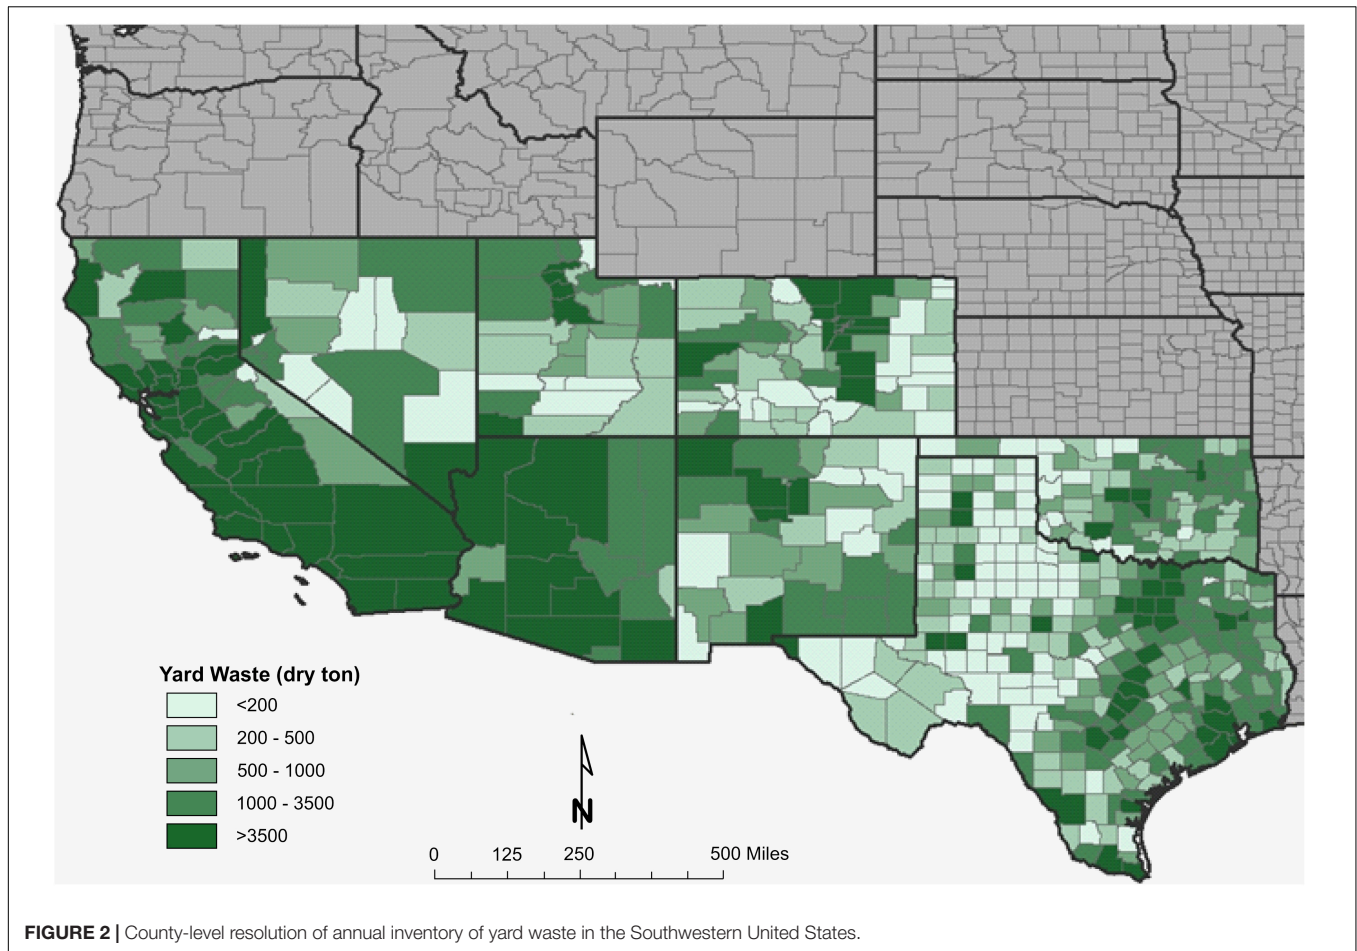 Yard Waste (dry ton)
<200
200 - 500
500 - 1000
1000 - 3500
>3500
N
0 125 250 500 Miles
FIGURE 2 | County-level resolution of annual inventory of yard waste in the Southwestern United States.